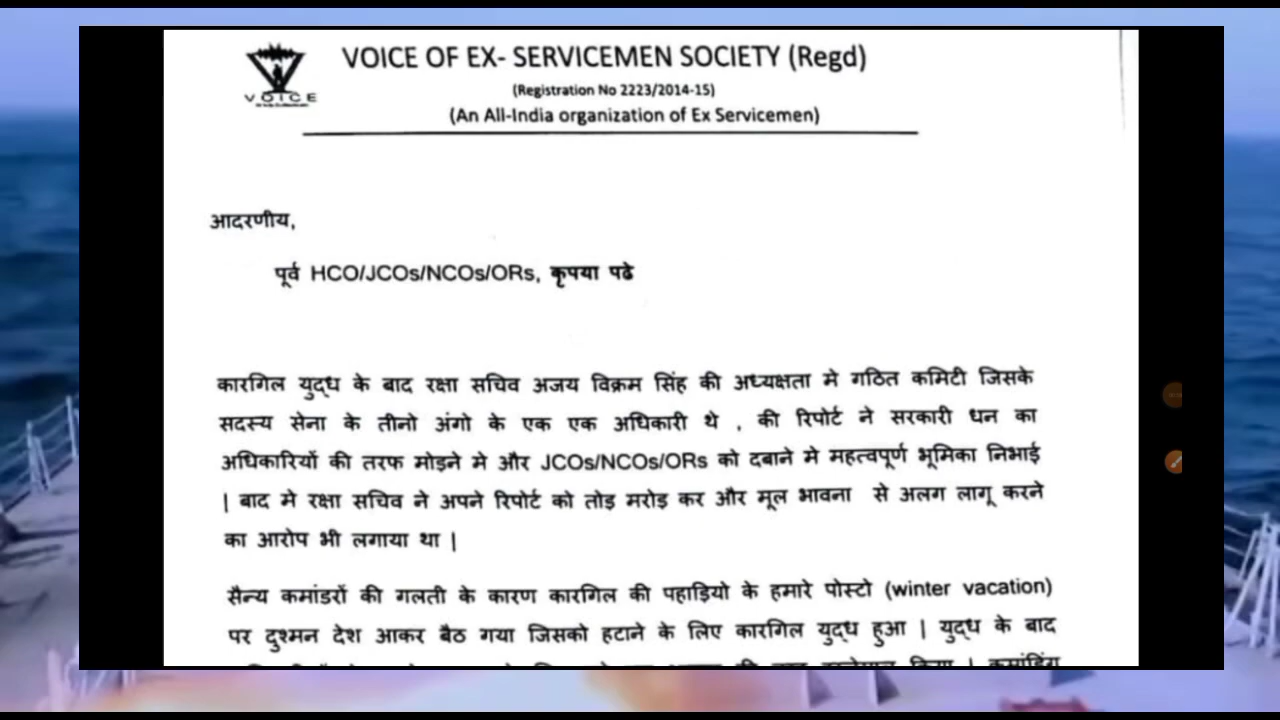 VOICE OF EX- SERVICEMEN SOCIETY (Regd)
(Registration No 2223/2014-15)
VOICE
(An All-India organization of Ex Servicemen)
आदरणीय,
पूर्व HCO/JCOs/NCOs/ORs, कृपया पढे
कारगिल युद्ध के बाद रक्षा सचिव अजय विक्रम सिंह की अध्यक्षता मे गठित कमिटी जिसके
सदस्य सेना के तीनो अंगो के एक एक अधिकारी थे , की रिपोर्ट ने सरकारी धन का
अधिकारियों की तरफ मोड़ने मे और JCOs/NCOs/ORs को दबाने मे महत्वपूर्ण भूमिका निभाई
| बाद मे रक्षा सचिव ने अपने रिपोर्ट को तोड़ मरोड़ कर और मूल भावना से अलग लागू करने
का आरोप भी लगाया था |
सैन्य कमांडरों की गलती के कारण कारगिल की पहाड़ियो के हमारे पोस्टो (winter vacation)
पर दुश्मन देश आकर बैठ गया जिसको हटाने के लिए कारगिल युद्ध हुआ | युद्ध के बाद